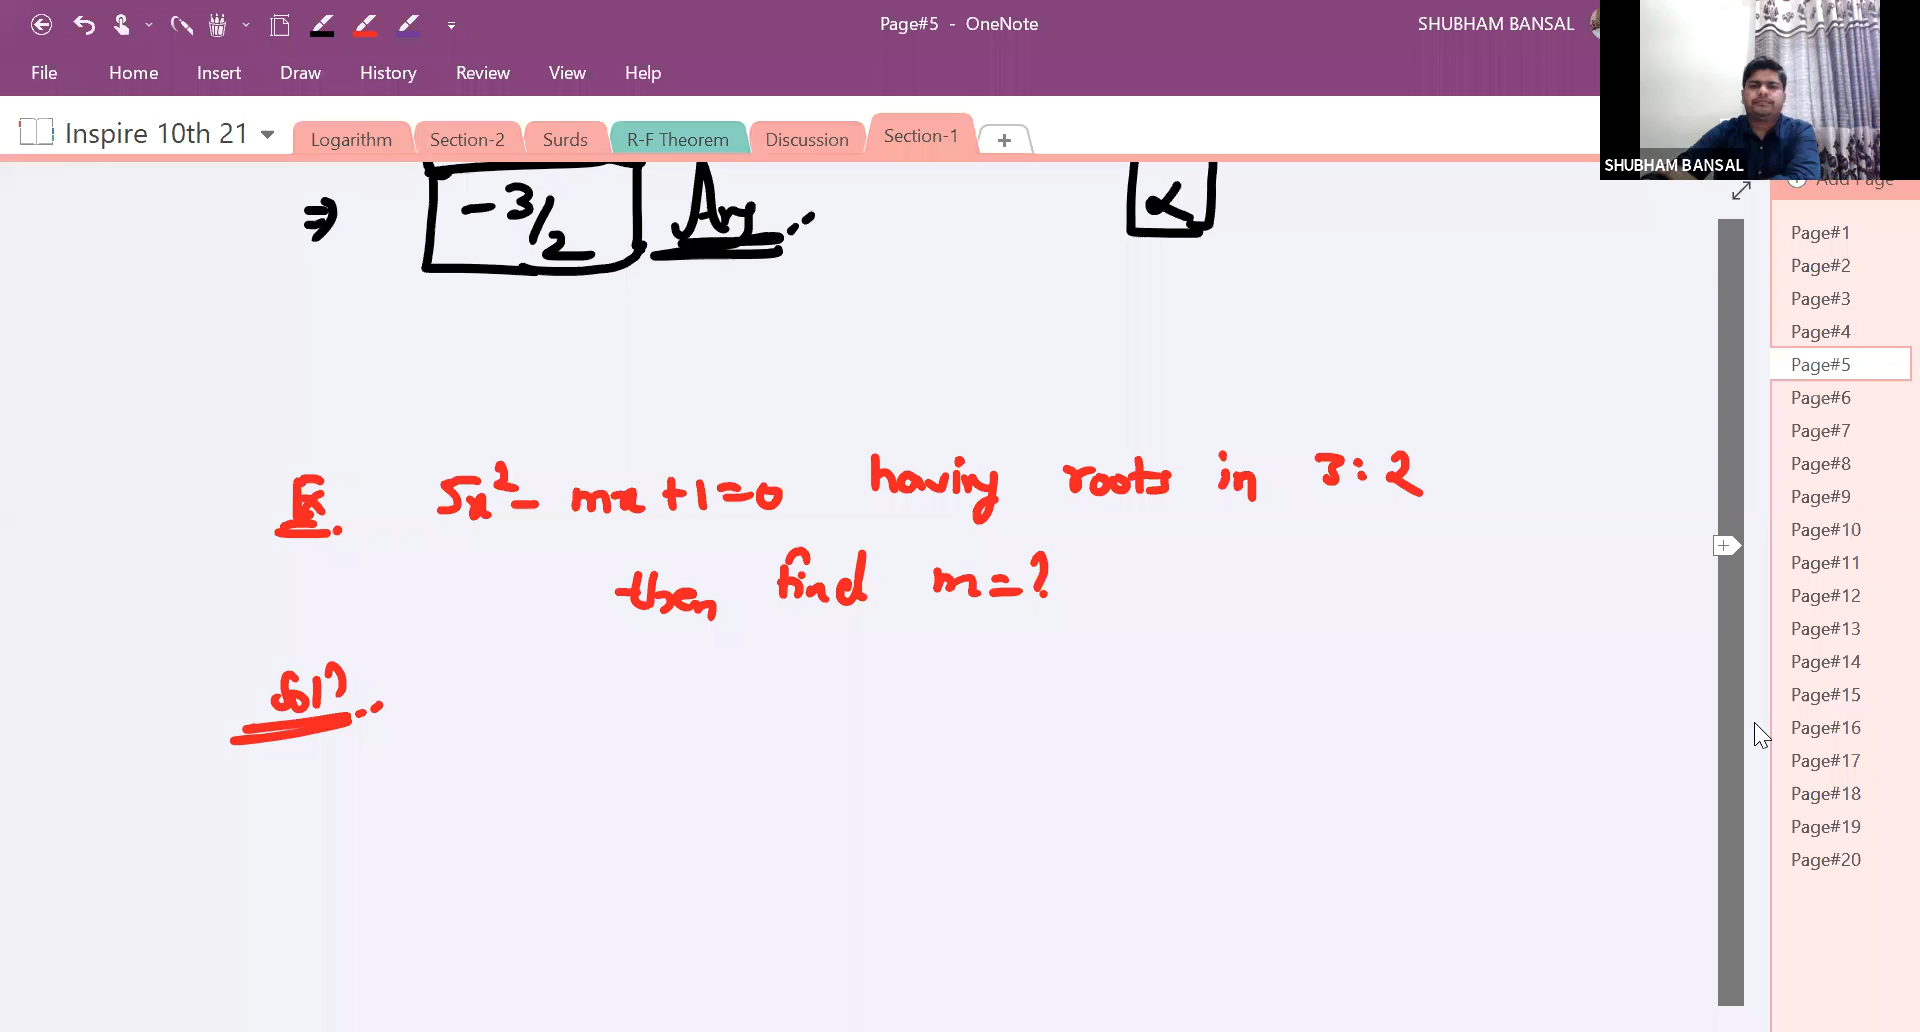 Page#5 - OneNote
SHUBHAM BANSAL
File Home Insert Draw History Review View Help
Inspire 10th 21
Logarithm Section-2 Surds R-F Theorem Discussion Section-1
SHUBHAM BANSAL
Add Page
⇒ -3/2 Ans
α
Ex. 5x² - mx + 1 = 0 having roots in 3:2
then find m = ?
Solⁿ
Page#1
Page#2
Page#3
Page#4
Page#5
Page#6
Page#7
Page#8
Page#9
Page#10
Page#11
Page#12
Page#13
Page#14
Page#15
Page#16
Page#17
Page#18
Page#19
Page#20